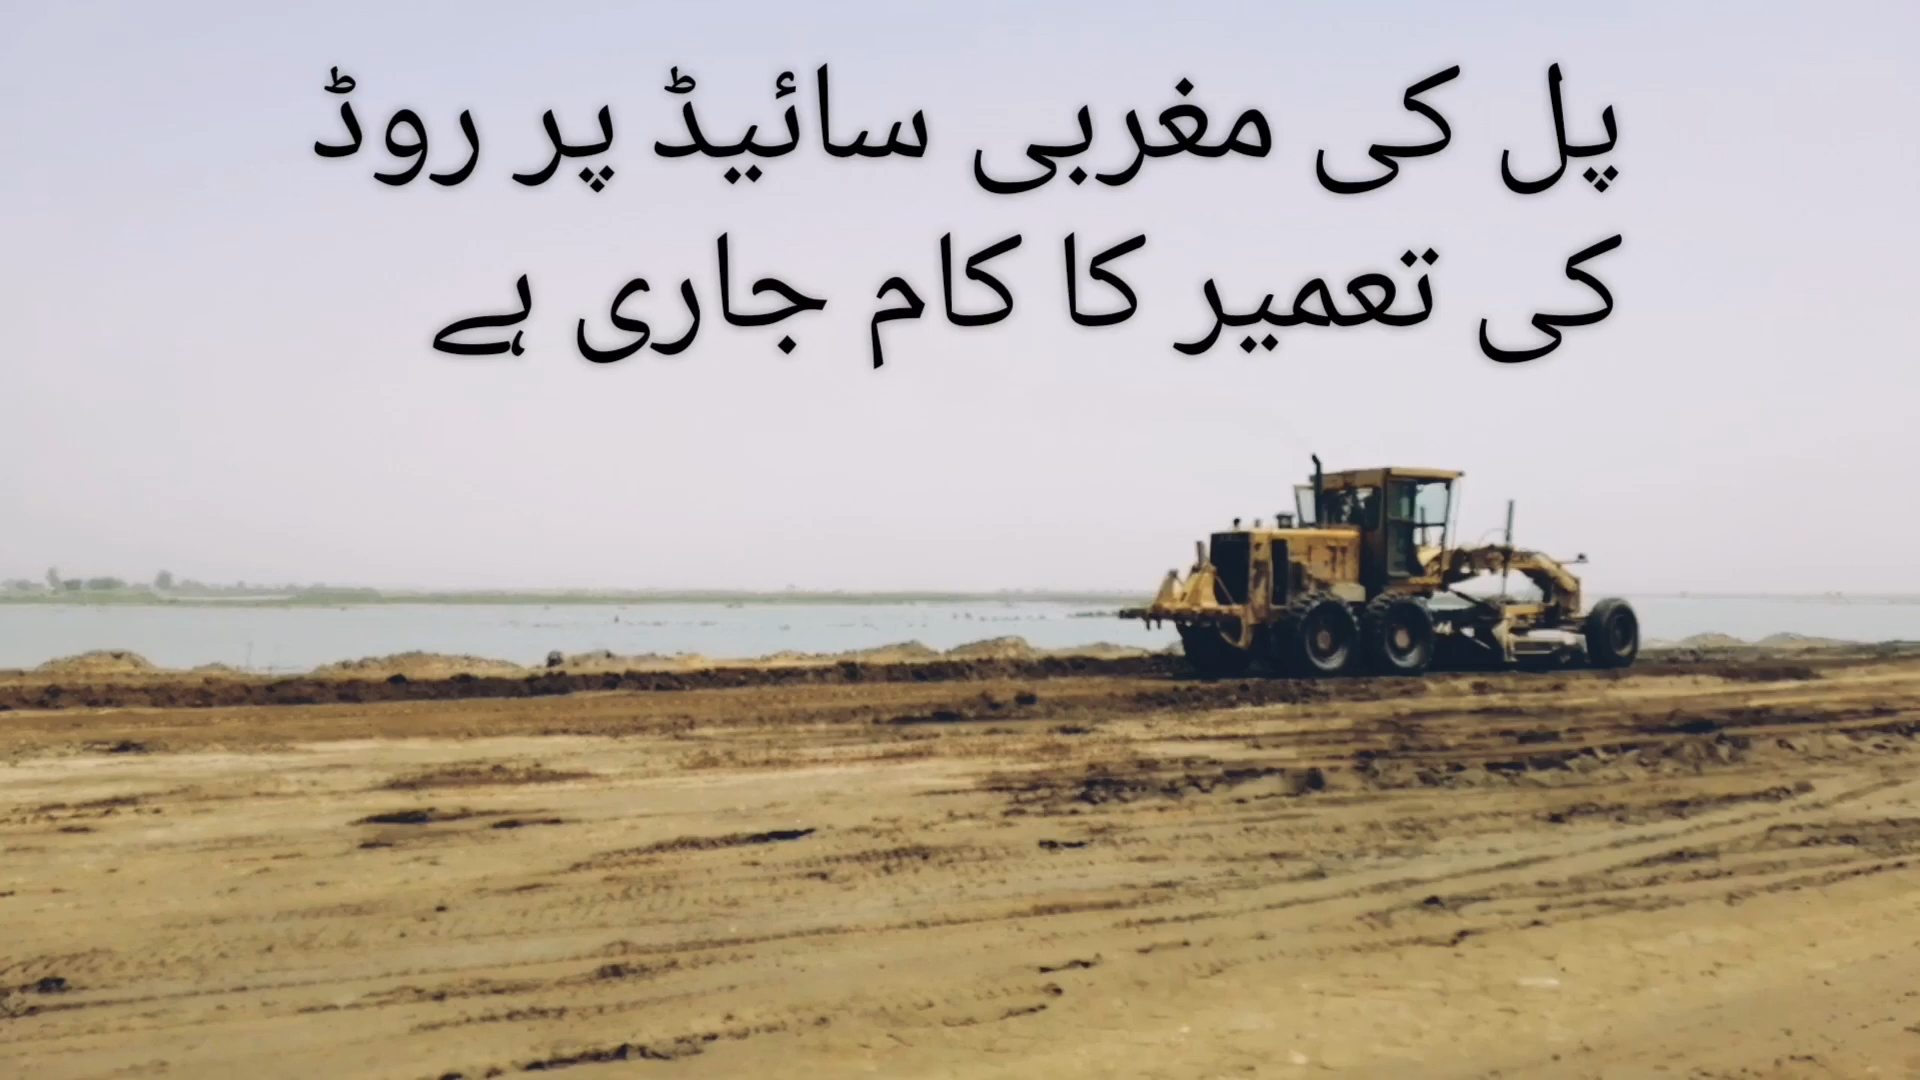 پل کی مغربی سائیڈ پر روڈ
کی تعمیر کا کام جاری ہے